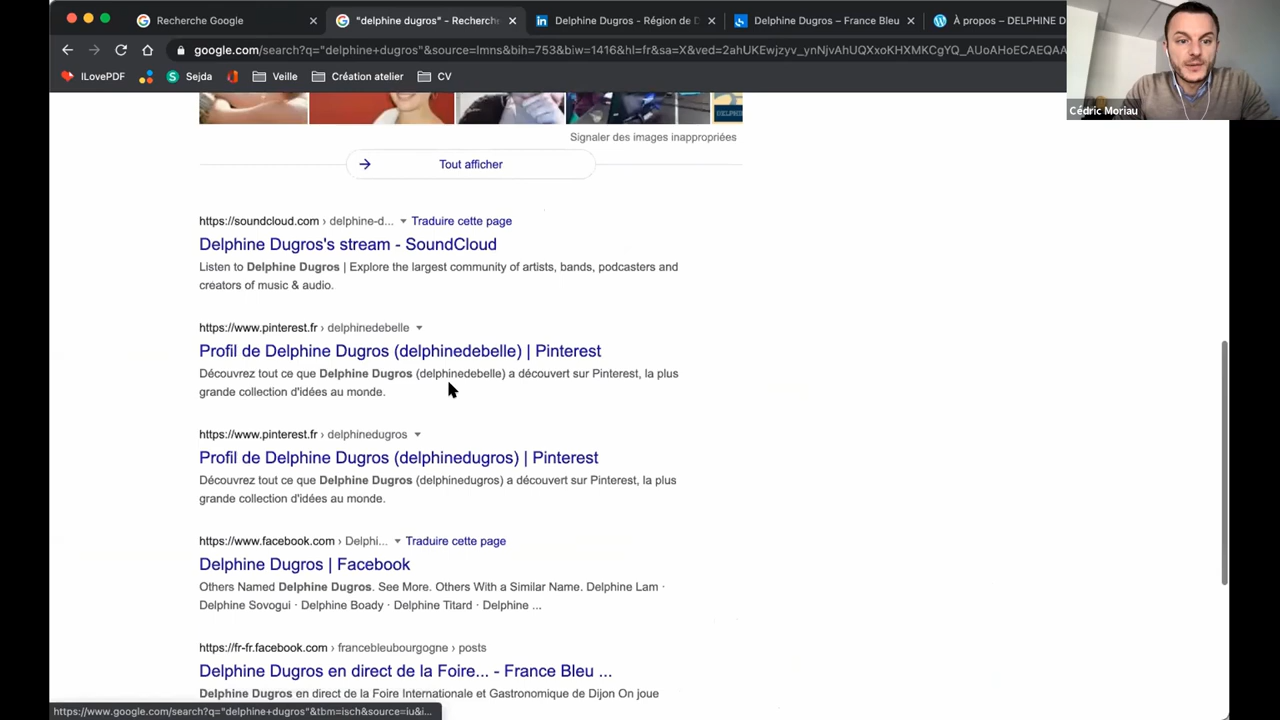 Recherche Google
"delphine dugros" - Recherche
Delphine Dugros - Région de D
Delphine Dugros – France Bleu
À propos – DELPHINE D
google.com/search?q="delphine+dugros"&source=lmns&bih=753&biw=1416&hl=fr&sa=X&ved=2ahUKEwjzyv_ynNjvAhUQXxoKHXMKCgYQ_AUoAHoECAEQAA
ILovePDF
Sejda
Veille
Création atelier
CV
Cédric Moriau
DELPHIN
Signaler des images inappropriées
Tout afficher
https://soundcloud.com › delphine-d... Traduire cette page
Delphine Dugros's stream - SoundCloud
Listen to Delphine Dugros | Explore the largest community of artists, bands, podcasters and
creators of music & audio.
https://www.pinterest.fr › delphinedebelle
Profil de Delphine Dugros (delphinedebelle) | Pinterest
Découvrez tout ce que Delphine Dugros (delphinedebelle) a découvert sur Pinterest, la plus
grande collection d'idées au monde.
https://www.pinterest.fr › delphinedugros
Profil de Delphine Dugros (delphinedugros) | Pinterest
Découvrez tout ce que Delphine Dugros (delphinedugros) a découvert sur Pinterest, la plus
grande collection d'idées au monde.
https://www.facebook.com › Delphi... Traduire cette page
Delphine Dugros | Facebook
Others Named Delphine Dugros. See More. Others With a Similar Name. Delphine Lam ·
Delphine Sovogui · Delphine Boady · Delphine Titard · Delphine ...
https://fr-fr.facebook.com › francebleubourgogne › posts
Delphine Dugros en direct de la Foire... - France Bleu ...
Delphine Dugros en direct de la Foire Internationale et Gastronomique de Dijon On joue
https://www.google.com/search?q="delphine+dugros"&tbm=isch&source=iu&i...